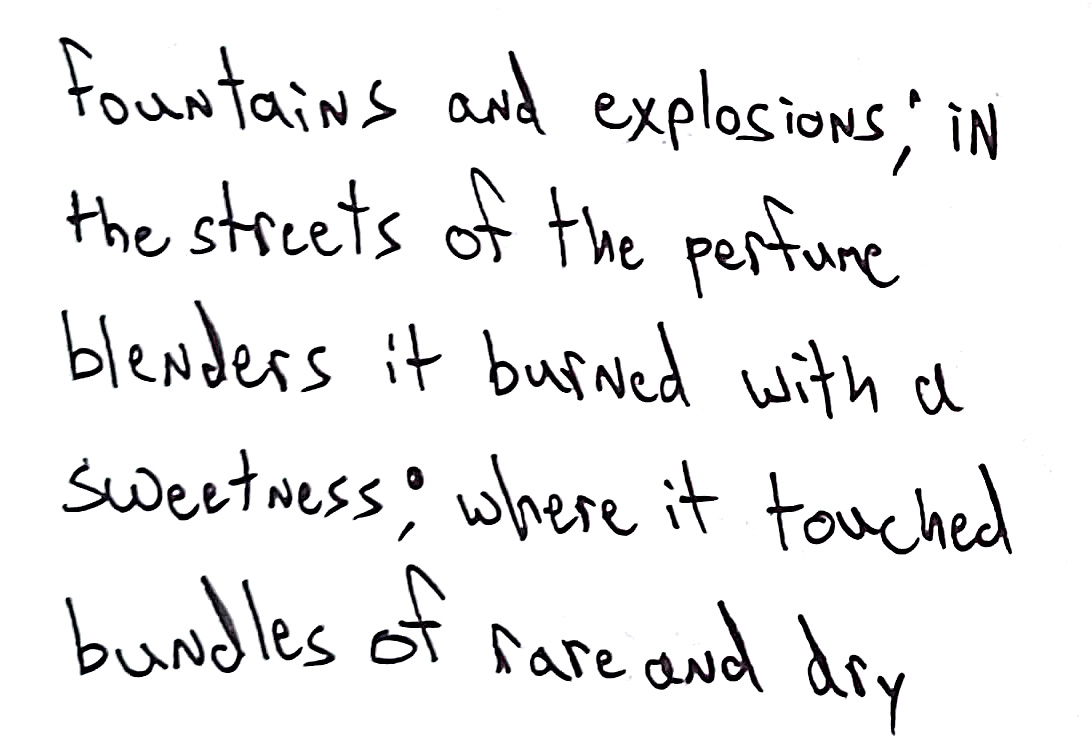 fountains and explosions; in
the streets of the perfume
blenders it burned with a
sweetness; where it touched
bundles of rare and dry